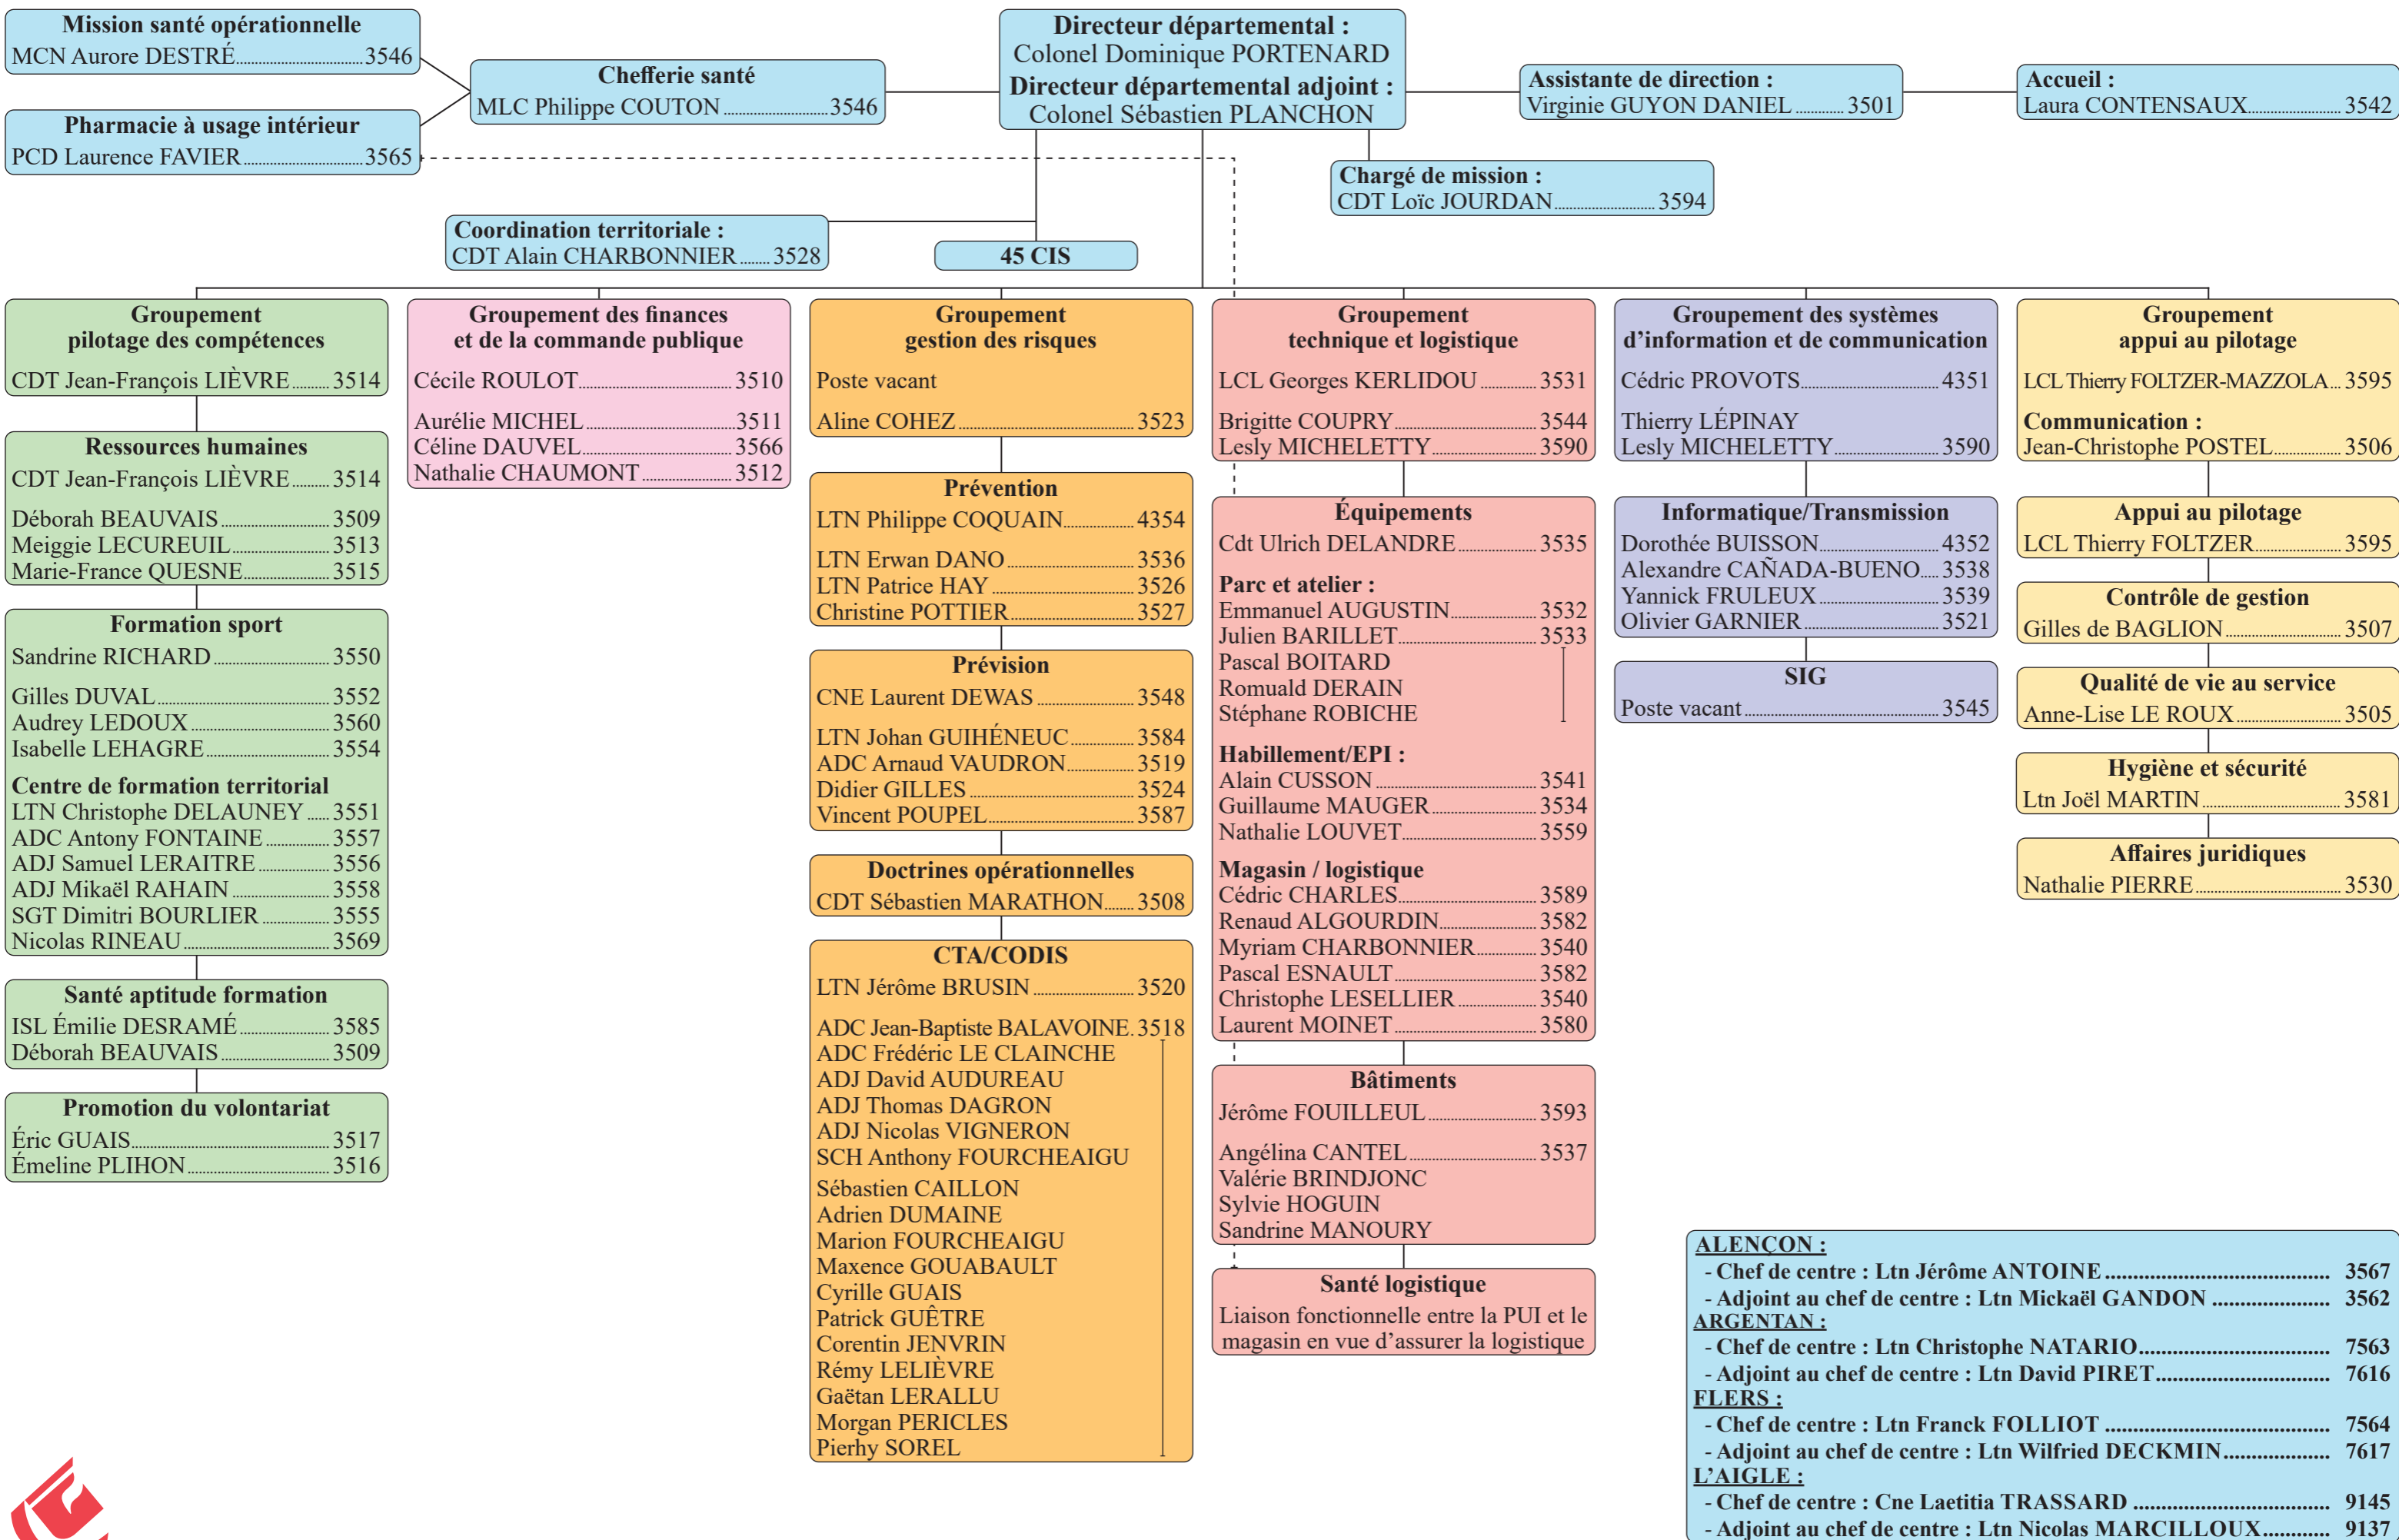 Mission santé opérationnelle
MCN Aurore DESTRÉ 3546
Pharmacie à usage intérieur
PCD Laurence FAVIER 3565
Chefferie santé
MLC Philippe COUTON 3546
Directeur départemental :
Colonel Dominique PORTENARD
Directeur départemental adjoint :
Colonel Sébastien PLANCHON
Assistante de direction :
Virginie GUYON DANIEL 3501
Accueil :
Laura CONTENSAUX 3542
Chargé de mission :
CDT Loïc JOURDAN 3594
Coordination territoriale :
CDT Alain CHARBONNIER 3528
45 CIS
Groupement
pilotage des compétences
CDT Jean-François LIÈVRE 3514
Ressources humaines
CDT Jean-François LIÈVRE 3514
Déborah BEAUVAIS 3509
Meiggie LECUREUIL 3513
Marie-France QUESNE 3515
Formation sport
Sandrine RICHARD 3550
Gilles DUVAL 3552
Audrey LEDOUX 3560
Isabelle LEHAGRE 3554
Centre de formation territorial
LTN Christophe DELAUNEY 3551
ADC Antony FONTAINE 3557
ADJ Samuel LERAITRE 3556
ADJ Mikaël RAHAIN 3558
SGT Dimitri BOURLIER 3555
Nicolas RINEAU 3569
Santé aptitude formation
ISL Émilie DESRAMÉ 3585
Déborah BEAUVAIS 3509
Promotion du volontariat
Éric GUAIS 3517
Émeline PLIHON 3516
Groupement des finances
et de la commande publique
Cécile ROULOT 3510
Aurélie MICHEL 3511
Céline DAUVEL 3566
Nathalie CHAUMONT 3512
Groupement
gestion des risques
Poste vacant
Aline COHEZ 3523
Prévention
LTN Philippe COQUAIN 4354
LTN Erwan DANO 3536
LTN Patrice HAY 3526
Christine POTTIER 3527
Prévision
CNE Laurent DEWAS 3548
LTN Johan GUIHÉNEUC 3584
ADC Arnaud VAUDRON 3519
Didier GILLES 3524
Vincent POUPEL 3587
Doctrines opérationnelles
CDT Sébastien MARATHON 3508
CTA/CODIS
LTN Jérôme BRUSIN 3520
ADC Jean-Baptiste BALAVOINE 3518
ADC Frédéric LE CLAINCHE
ADJ David AUDUREAU
ADJ Thomas DAGRON
ADJ Nicolas VIGNERON
SCH Anthony FOURCHEAIGU
Sébastien CAILLON
Adrien DUMAINE
Marion FOURCHEAIGU
Maxence GOUABAULT
Cyrille GUAIS
Patrick GUÊTRE
Corentin JENVRIN
Rémy LELIÈVRE
Gaëtan LERALLU
Morgan PERICLES
Pierhy SOREL
Groupement
technique et logistique
LCL Georges KERLIDOU 3531
Brigitte COUPRY 3544
Lesly MICHELETTY 3590
Équipements
Cdt Ulrich DELANDRE 3535
Parc et atelier :
Emmanuel AUGUSTIN 3532
Julien BARILLET 3533
Pascal BOITARD
Romuald DERAIN
Stéphane ROBICHE
Habillement/EPI :
Alain CUSSON 3541
Guillaume MAUGER 3534
Nathalie LOUVET 3559
Magasin / logistique
Cédric CHARLES 3589
Renaud ALGOURDIN 3582
Myriam CHARBONNIER 3540
Pascal ESNAULT 3582
Christophe LESELLIER 3540
Laurent MOINET 3580
Bâtiments
Jérôme FOUILLEUL 3593
Angélina CANTEL 3537
Valérie BRINDJONC
Sylvie HOGUIN
Sandrine MANOURY
Santé logistique
Liaison fonctionnelle entre la PUI et le
magasin en vue d'assurer la logistique
Groupement des systèmes
d'information et de communication
Cédric PROVOTS 4351
Thierry LÉPINAY
Lesly MICHELETTY 3590
Informatique/Transmission
Dorothée BUISSON 4352
Alexandre CAÑADA-BUENO 3538
Yannick FRULEUX 3539
Olivier GARNIER 3521
SIG
Poste vacant 3545
Groupement
appui au pilotage
LCL Thierry FOLTZER-MAZZOLA 3595
Communication :
Jean-Christophe POSTEL 3506
Appui au pilotage
LCL Thierry FOLTZER 3595
Contrôle de gestion
Gilles de BAGLION 3507
Qualité de vie au service
Anne-Lise LE ROUX 3505
Hygiène et sécurité
Ltn Joël MARTIN 3581
Affaires juridiques
Nathalie PIERRE 3530
ALENÇON :
- Chef de centre : Ltn Jérôme ANTOINE 3567
- Adjoint au chef de centre : Ltn Mickaël GANDON 3562
ARGENTAN :
- Chef de centre : Ltn Christophe NATARIO 7563
- Adjoint au chef de centre : Ltn David PIRET 7616
FLERS :
- Chef de centre : Ltn Franck FOLLIOT 7564
- Adjoint au chef de centre : Ltn Wilfried DECKMIN 7617
L'AIGLE :
- Chef de centre : Cne Laetitia TRASSARD 9145
- Adjoint au chef de centre : Ltn Nicolas MARCILLOUX 9137